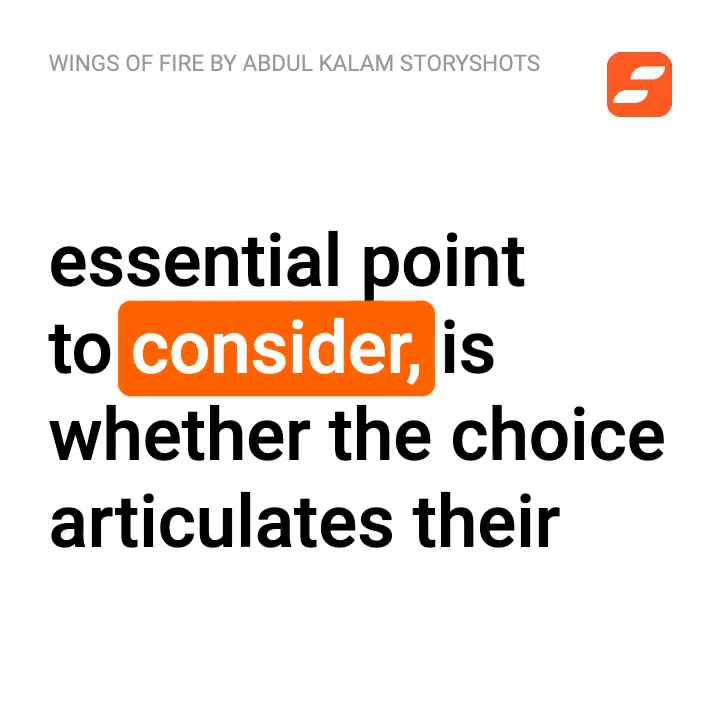 WINGS OF FIRE BY ABDUL KALAM STORYSHOTS
essential point
to consider, is
whether the choice
articulates their